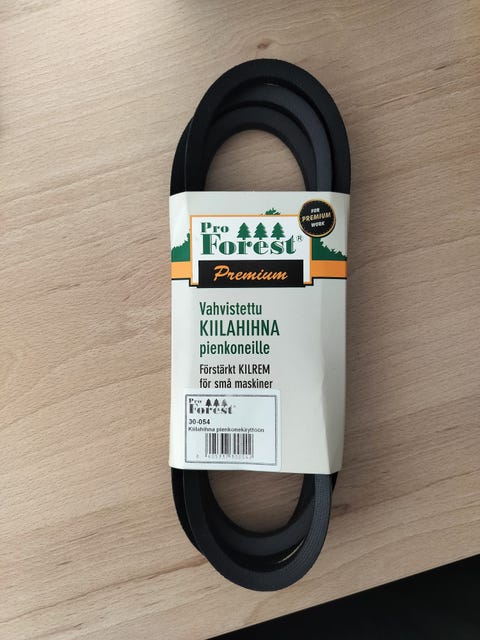 FOR
PREMIUM
WORK
Pro
Forest®
Premium
Vahvistettu
KIILAHIHNA
pienkoneille
Förstärkt KILREM
för små maskiner
Pro
Forest®
30-054
Kiilahihna pienkonekäyttöön